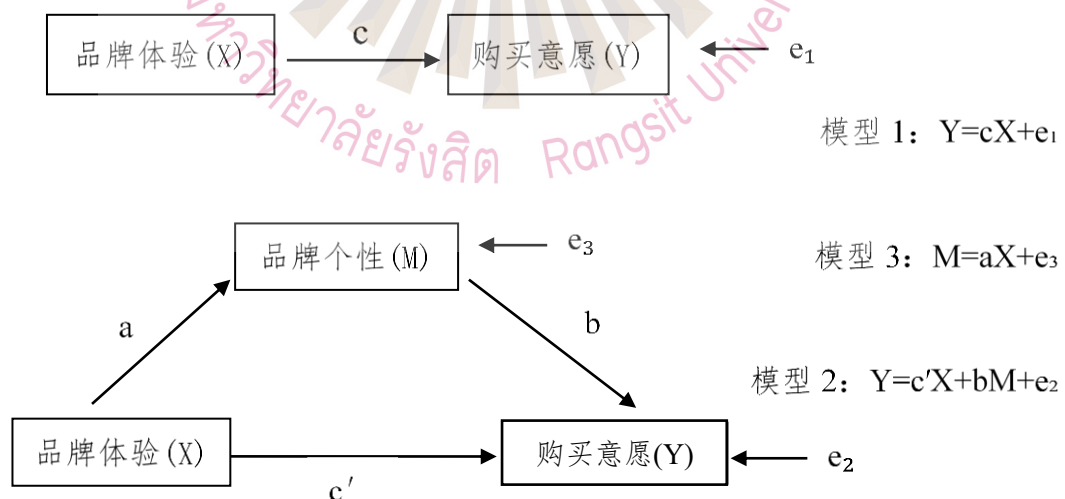 品牌体验(X)
c
购买意愿(Y)
e₁
模型 1：Y=cX+e₁
มหาวิทยาลัยรังสิต Rangsit Univer
品牌个性(M)
e₃
模型 3：M=aX+e₃
a
b
模型 2：Y=c′X+bM+e₂
品牌体验(X)
购买意愿(Y)
e₂
c′